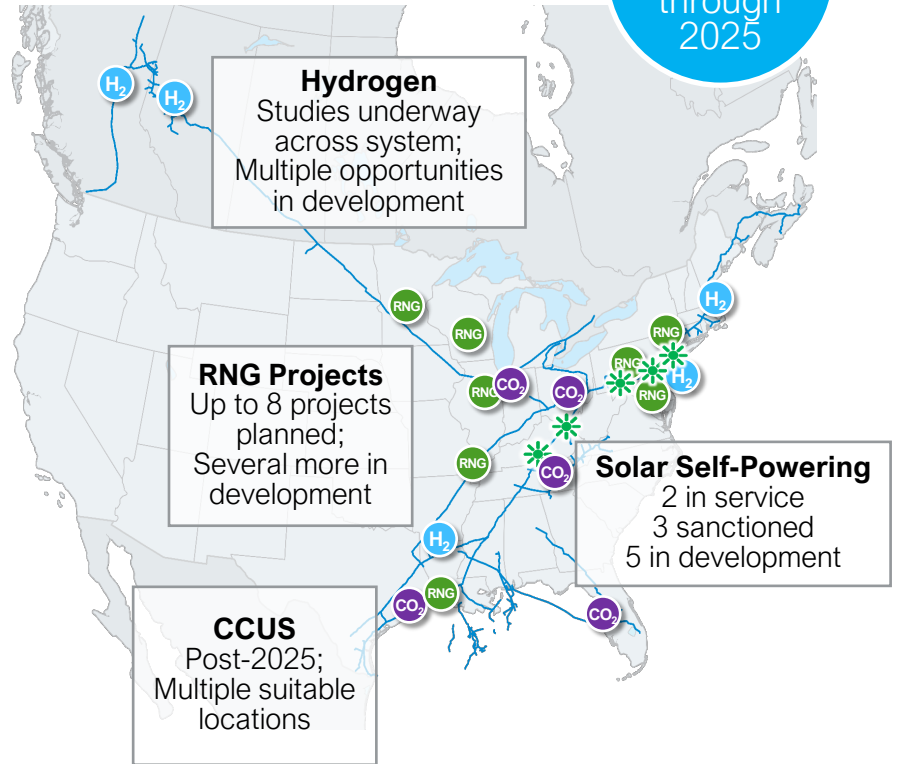 through
2025
H₂
H₂
Hydrogen
Studies underway
across system;
Multiple opportunities
in development
H₂
RNG
RNG
RNG
RNG
H₂
RNG
RNG
CO₂
CO₂
RNG Projects
Up to 8 projects
planned;
Several more in
development
RNG
CO₂
Solar Self-Powering
2 in service
3 sanctioned
5 in development
H₂
RNG
CO₂
CO₂
CCUS
Post-2025;
Multiple suitable
locations